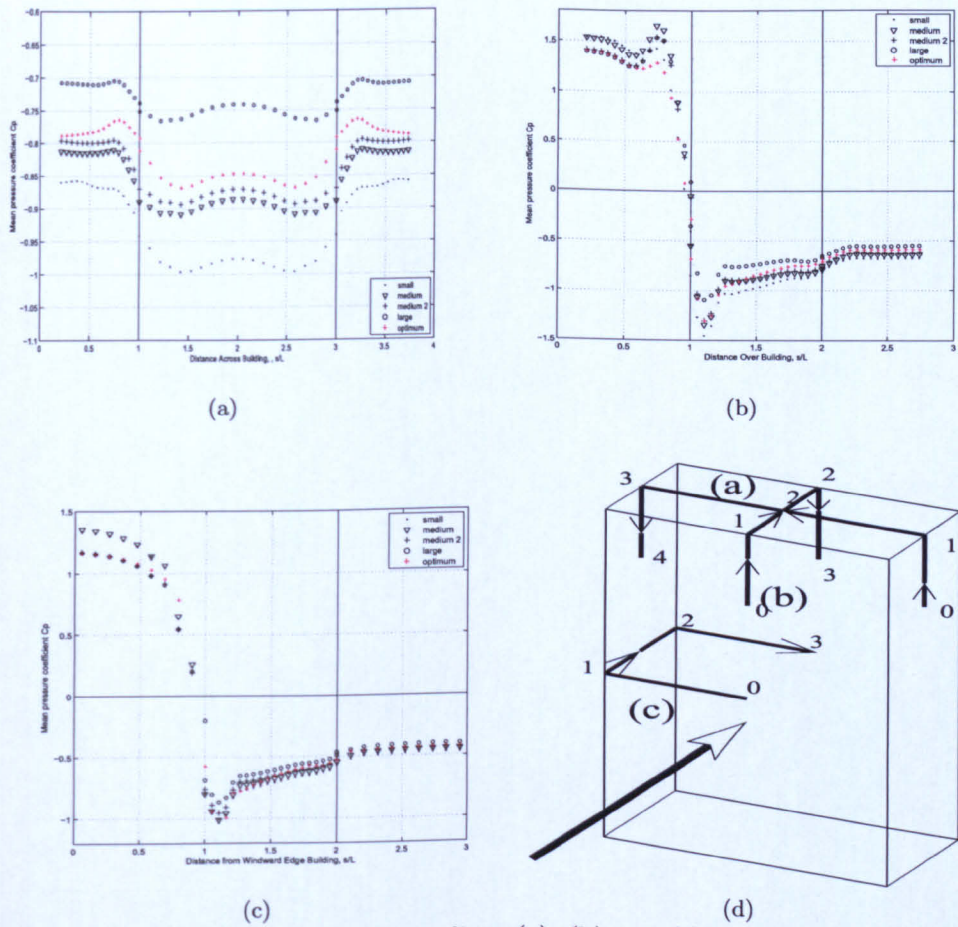 −0.6
−0.65
−0.7
−0.75
−0.8
−0.85
−0.9
−0.95
−1
−1.05
−1.1
0
0.5
1
1.5
2
2.5
3
3.5
4
Mean pressure coefficient Cp
Distance Across Building, , s/L
small
medium
medium 2
large
optimum
(a)
1.5
1
0.5
0
−0.5
−1
−1.5
0
0.5
1
1.5
2
2.5
3
Mean pressure coefficient Cp
Distance Over Building, s/L
small
medium
medium 2
large
optimum
(b)
1.5
1
0.5
0
−0.5
−1
0
0.5
1.0
1.5
2.0
2.5
3.0
Mean pressure coefficient Cp
Distance from Windward Edge Building, s/L
small
medium
medium 2
large
optimum
(c)
3
(a)
2
2
1
1
4
3
0
(b)
0
2
3
1
0
(c)
(d)